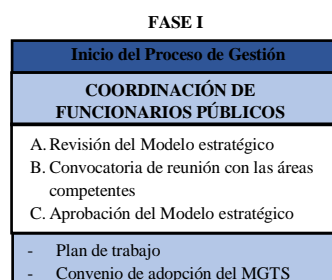 FASE I
Inicio del Proceso de Gestión
COORDINACIÓN DE
FUNCIONARIOS PÚBLICOS
A. Revisión del Modelo estratégico
B. Convocatoria de reunión con las áreas
competentes
C. Aprobación del Modelo estratégico
- Plan de trabajo
- Convenio de adopción del MGTS